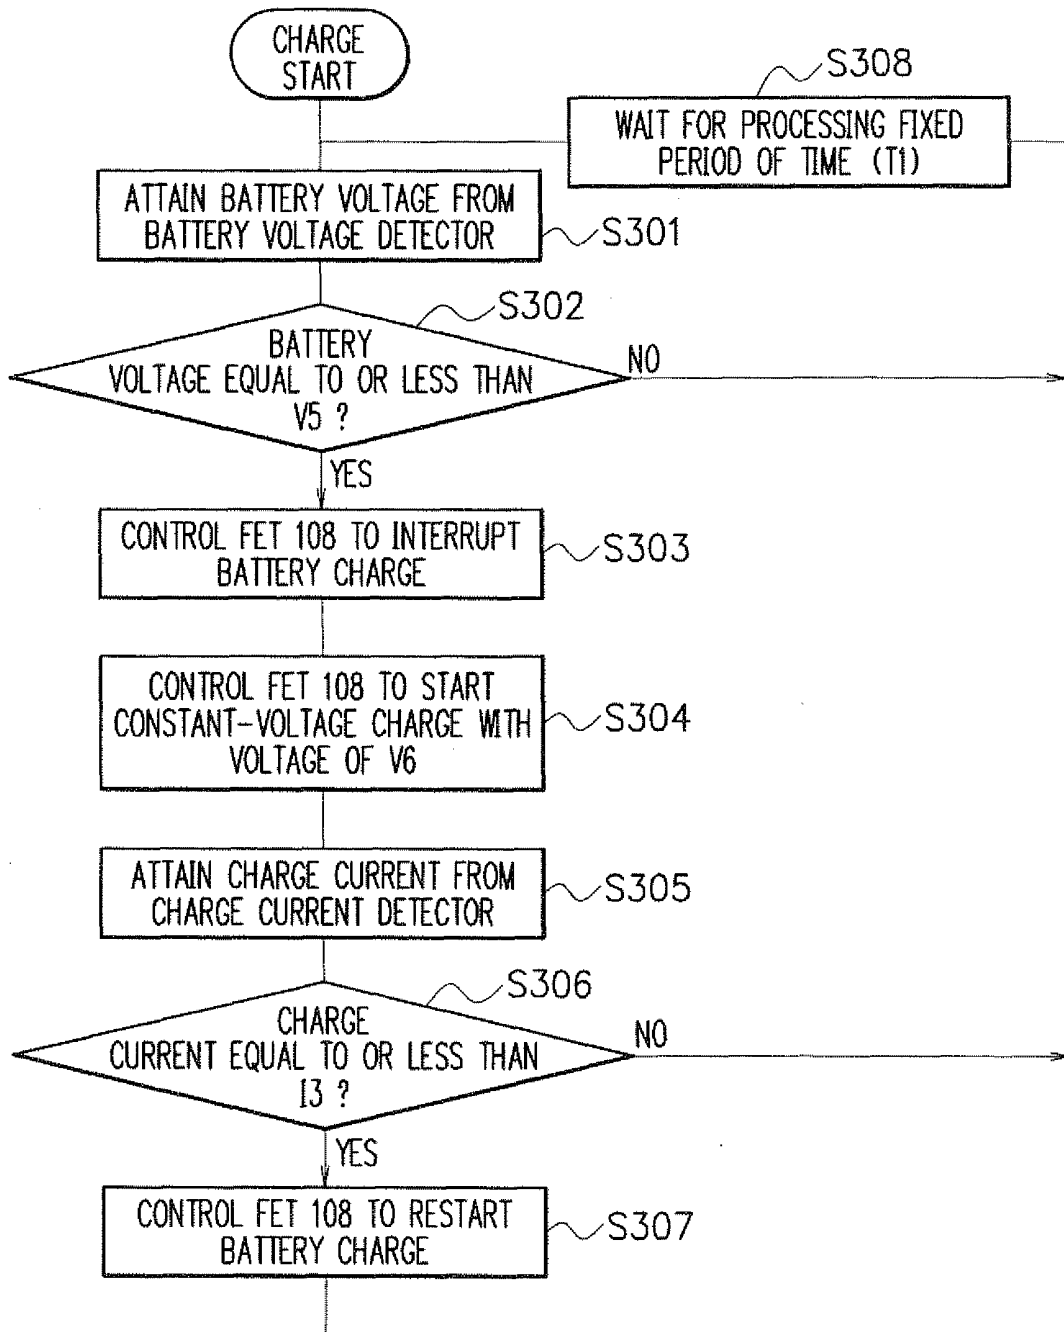 CHARGE
START
S308
WAIT FOR PROCESSING FIXED
PERIOD OF TIME (T1)
ATTAIN BATTERY VOLTAGE FROM
BATTERY VOLTAGE DETECTOR
S301
S302
BATTERY
VOLTAGE EQUAL TO OR LESS THAN
V5 ?
NO
YES
CONTROL FET 108 TO INTERRUPT
BATTERY CHARGE
S303
CONTROL FET 108 TO START
CONSTANT-VOLTAGE CHARGE WITH
VOLTAGE OF V6
S304
ATTAIN CHARGE CURRENT FROM
CHARGE CURRENT DETECTOR
S305
S306
CHARGE
CURRENT EQUAL TO OR LESS THAN
I3 ?
NO
YES
CONTROL FET 108 TO RESTART
BATTERY CHARGE
S307